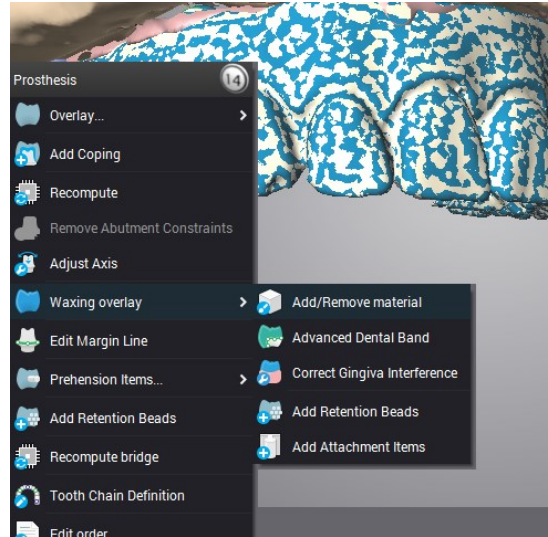 Prosthesis 14
Overlay...
Add Coping
Recompute
Remove Abutment Constraints
Adjust Axis
Waxing overlay
Edit Margin Line
Prehension Items...
Add Retention Beads
Recompute bridge
Tooth Chain Definition
Edit order
Add/Remove material
Advanced Dental Band
Correct Gingiva Interference
Add Retention Beads
Add Attachment Items